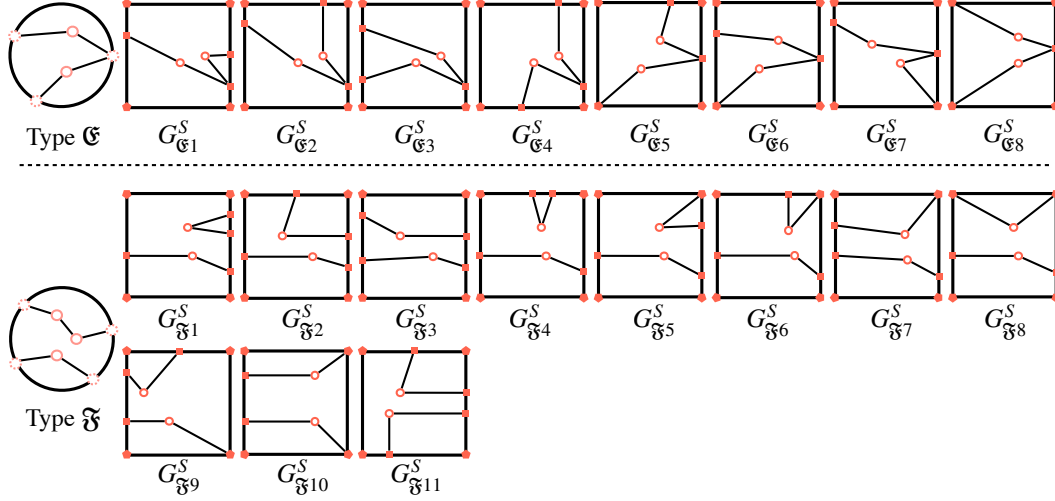 Type 𝕰 G^S_𝕰1 G^S_𝕰2 G^S_𝕰3 G^S_𝕰4 G^S_𝕰5 G^S_𝕰6 G^S_𝕰7 G^S_𝕰8
G^S_𝕱1 G^S_𝕱2 G^S_𝕱3 G^S_𝕱4 G^S_𝕱5 G^S_𝕱6 G^S_𝕱7 G^S_𝕱8
Type 𝕱
G^S_𝕱9 G^S_𝕱10 G^S_𝕱11